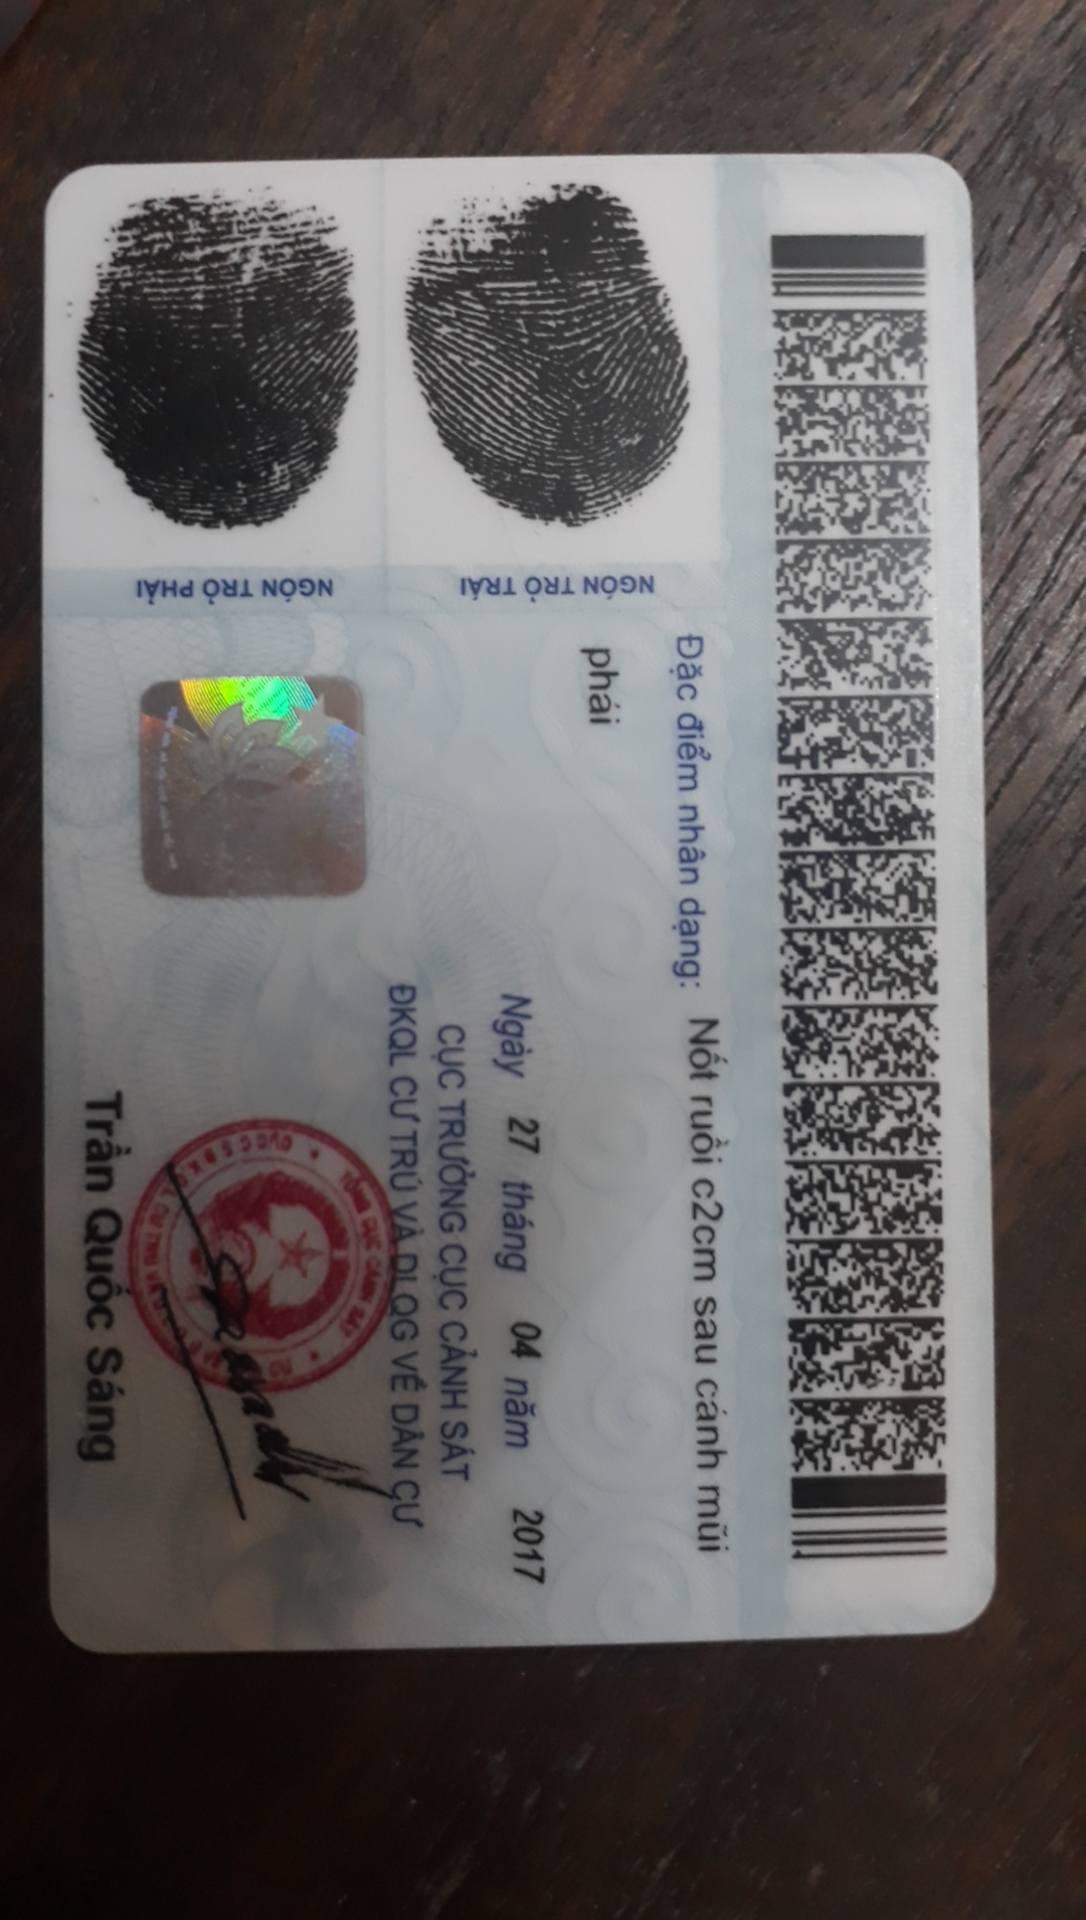 Đặc điểm nhân dạng: Nốt ruồi c2cm sau cánh mũi
phải
NGÓN TRỎ TRÁI
Ngày 27 tháng 04 năm 2017
CỤC TRƯỞNG CỤC CẢNH SÁT
ĐKQL CƯ TRÚ VÀ DLQG VỀ DÂN CƯ
NGÓN TRỎ PHẢI
TỔNG CỤC CẢNH SÁT
Trần Quốc Sáng